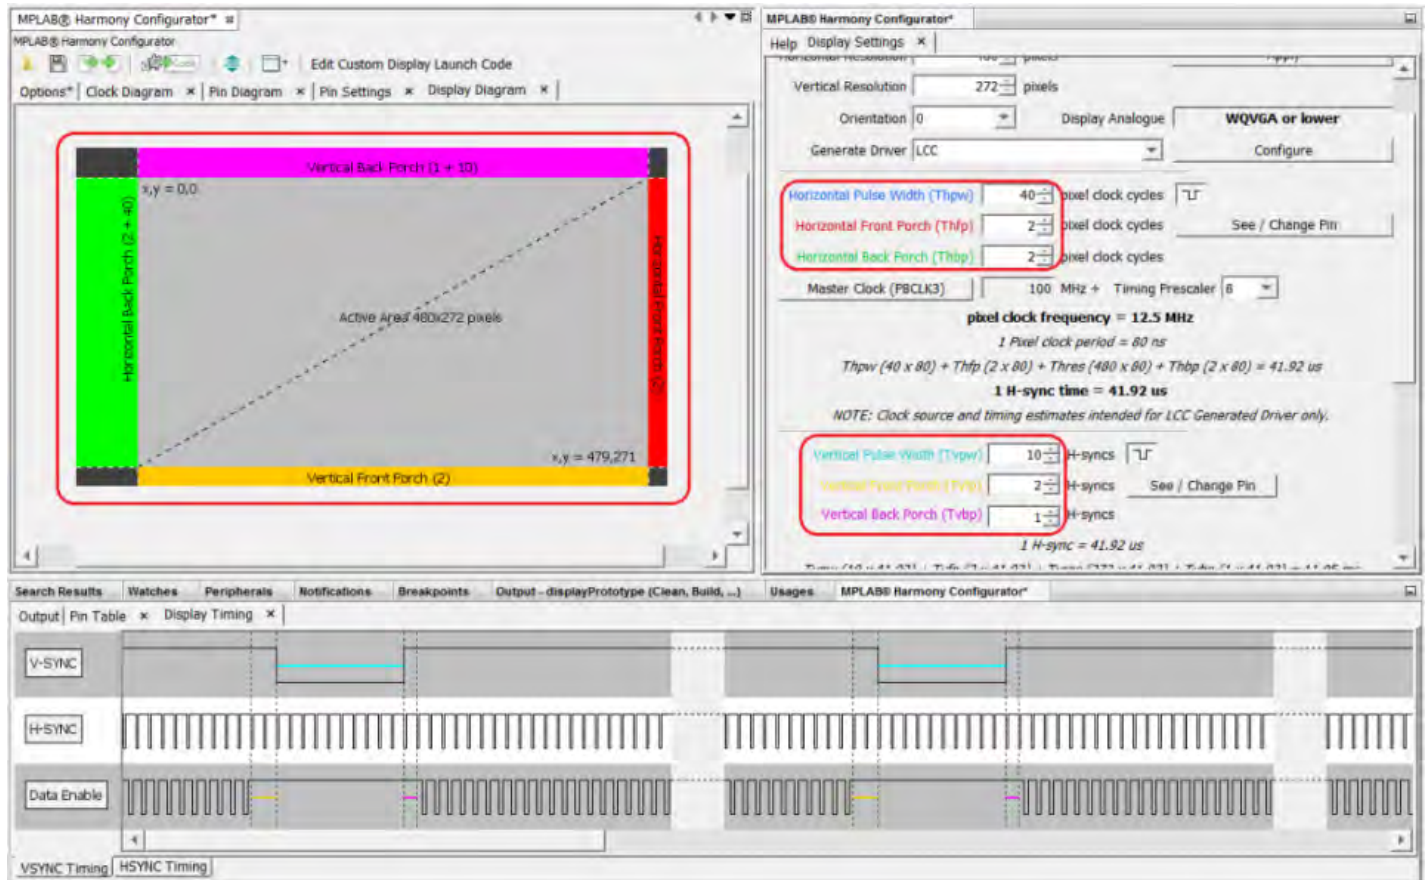 MPLAB® Harmony Configurator*
MPLAB® Harmony Configurator
Edit Custom Display Launch Code
Options* Clock Diagram × Pin Diagram × Pin Settings × Display Diagram ×
Vertical Back Porch (1 + 10)
x,y = 0,0
Horizontal Back Porch (2 + 40)
Active Area 480x272 pixels
Horizontal Front Porch (2)
x,y = 479,271
Vertical Front Porch (2)
MPLAB® Harmony Configurator*
Help Display Settings ×
Vertical Resolution 272 pixels
Orientation 0 Display Analogue WQVGA or lower
Generate Driver LCC Configure
Horizontal Pulse Width (Thpw) 40 pixel clock cycles
Horizontal Front Porch (Thfp) 2 pixel clock cycles See / Change Pin
Horizontal Back Porch (Thbp) 2 pixel clock cycles
Master Clock (PBCLK3) 100 MHz ÷ Timing Prescaler 8
pixel clock frequency = 12.5 MHz
1 Pixel clock period = 80 ns
Thpw (40 x 80) + Thfp (2 x 80) + Thres (480 x 80) + Thbp (2 x 80) = 41.92 us
1 H-sync time = 41.92 us
NOTE: Clock source and timing estimates intended for LCC Generated Driver only.
Vertical Pulse Width (Tvpw) 10 H-syncs
2 H-syncs See / Change Pin
Vertical Back Porch (Tvbp) 1 H-syncs
1 H-sync = 41.92 us
Search Results Watches Peripherals Notifications Breakpoints Output - displayPrototype (Clean, Build, ...) Usages MPLAB® Harmony Configurator*
Output Pin Table × Display Timing ×
V-SYNC
H-SYNC
Data Enable
VSYNC Timing HSYNC Timing